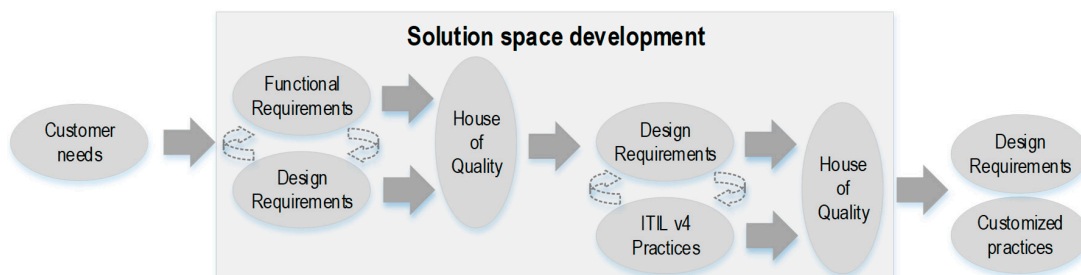 Solution space development
Customer
needs
Functional
Requirements
Design
Requirements
House
of
Quality
Design
Requirements
ITIL v4
Practices
House
of
Quality
Design
Requirements
Customized
practices